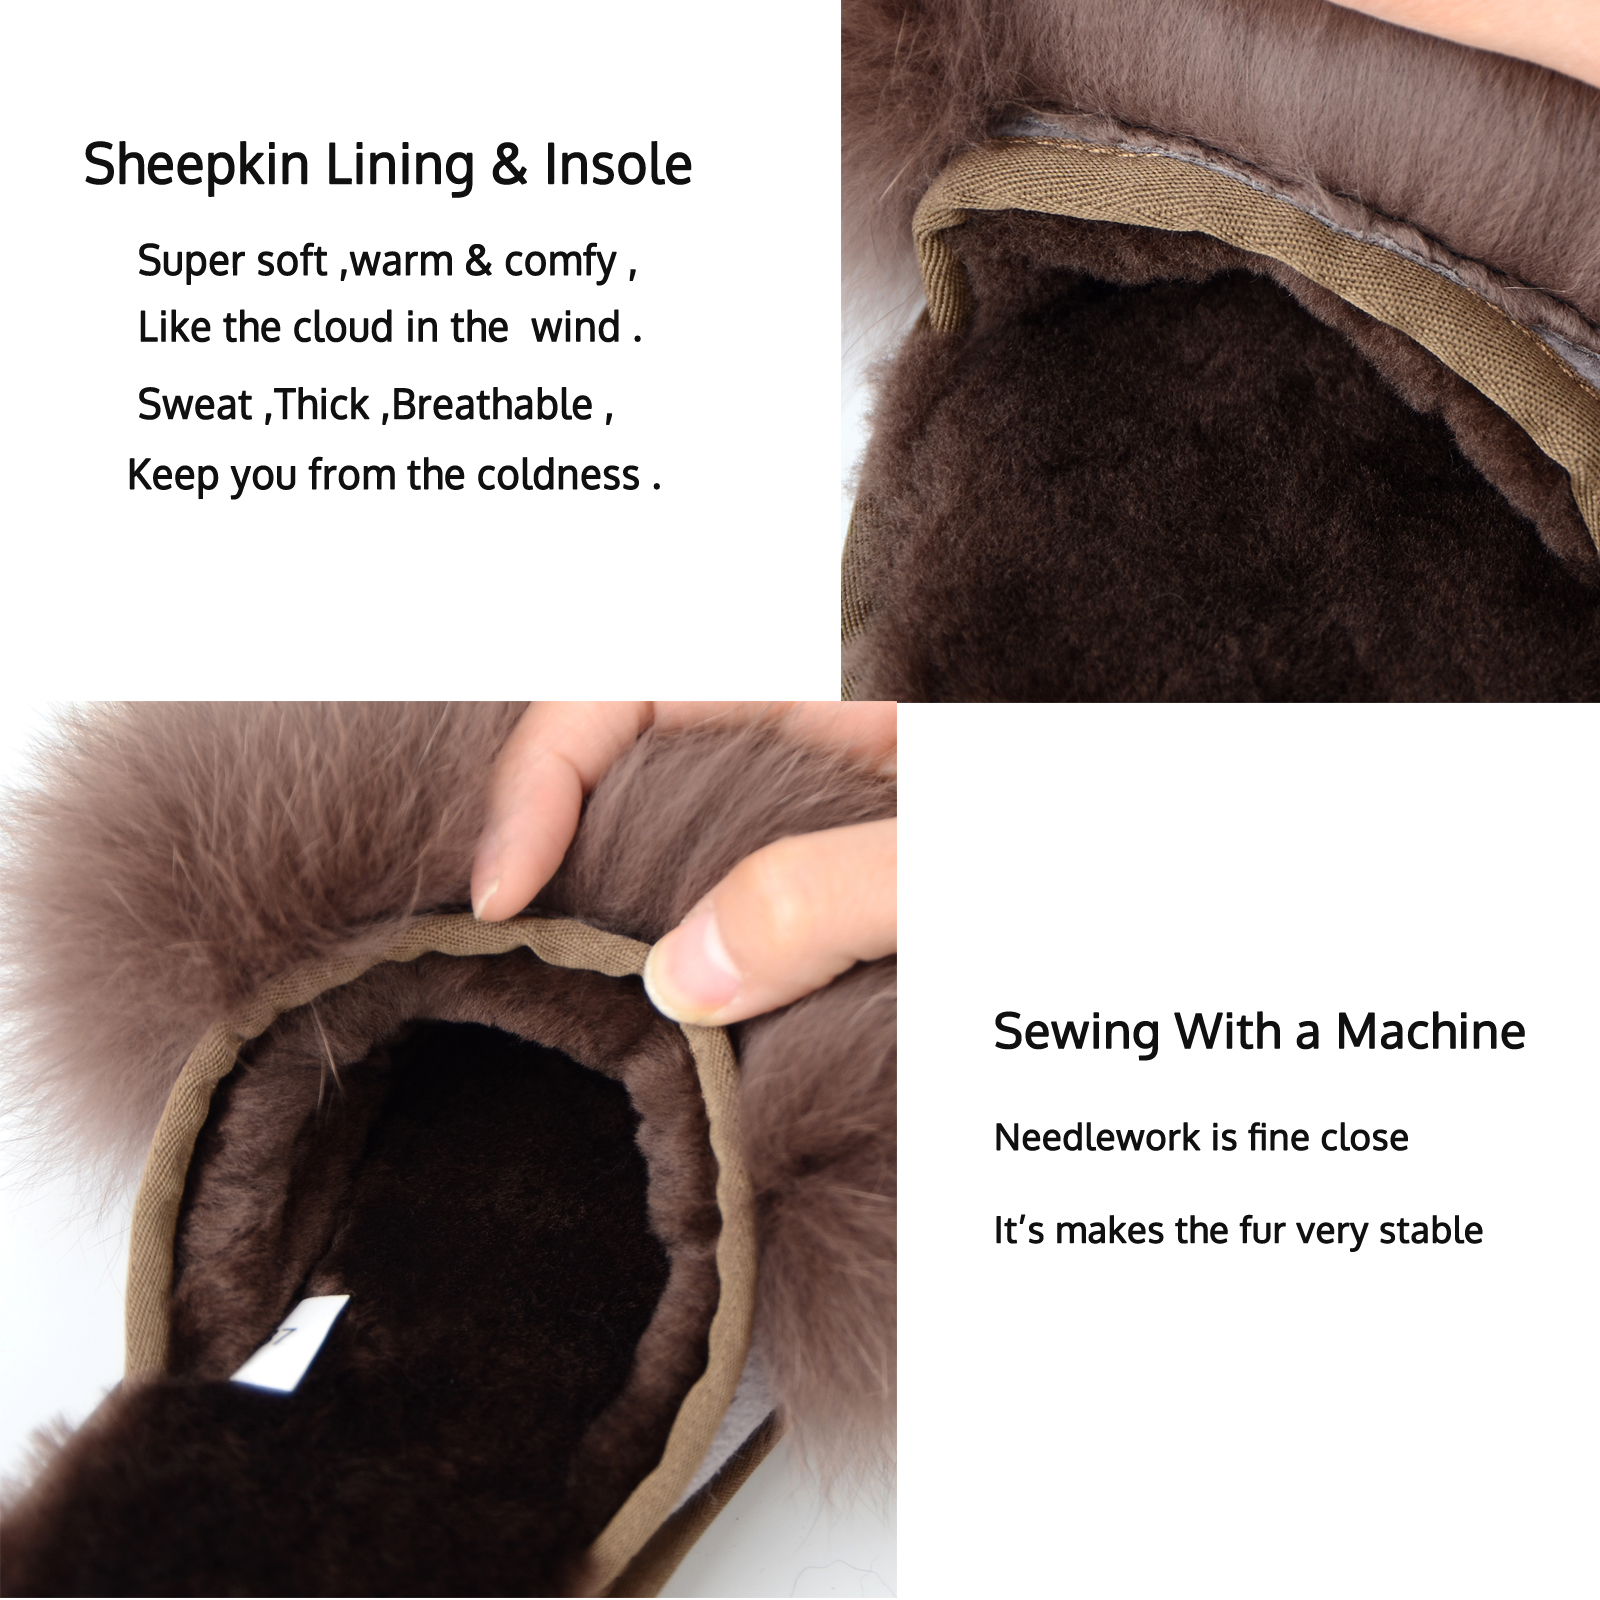 Sheepkin Lining & Insole
Super soft ,warm & comfy ,
Like the cloud in the wind .
Sweat ,Thick ,Breathable ,
Keep you from the coldness .
Sewing With a Machine
Needlework is fine close
It's makes the fur very stable